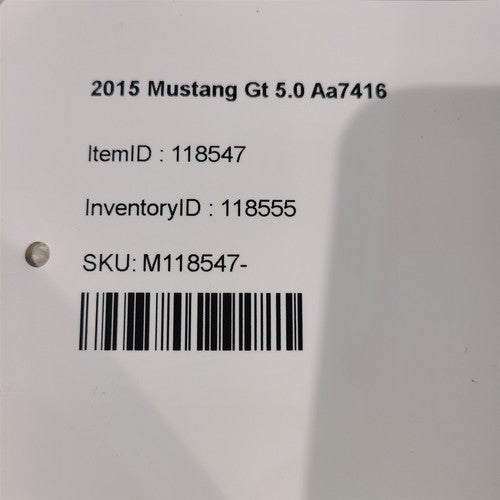 2015 Mustang Gt 5.0 Aa7416
ItemID : 118547
InventoryID : 118555
SKU: M118547-